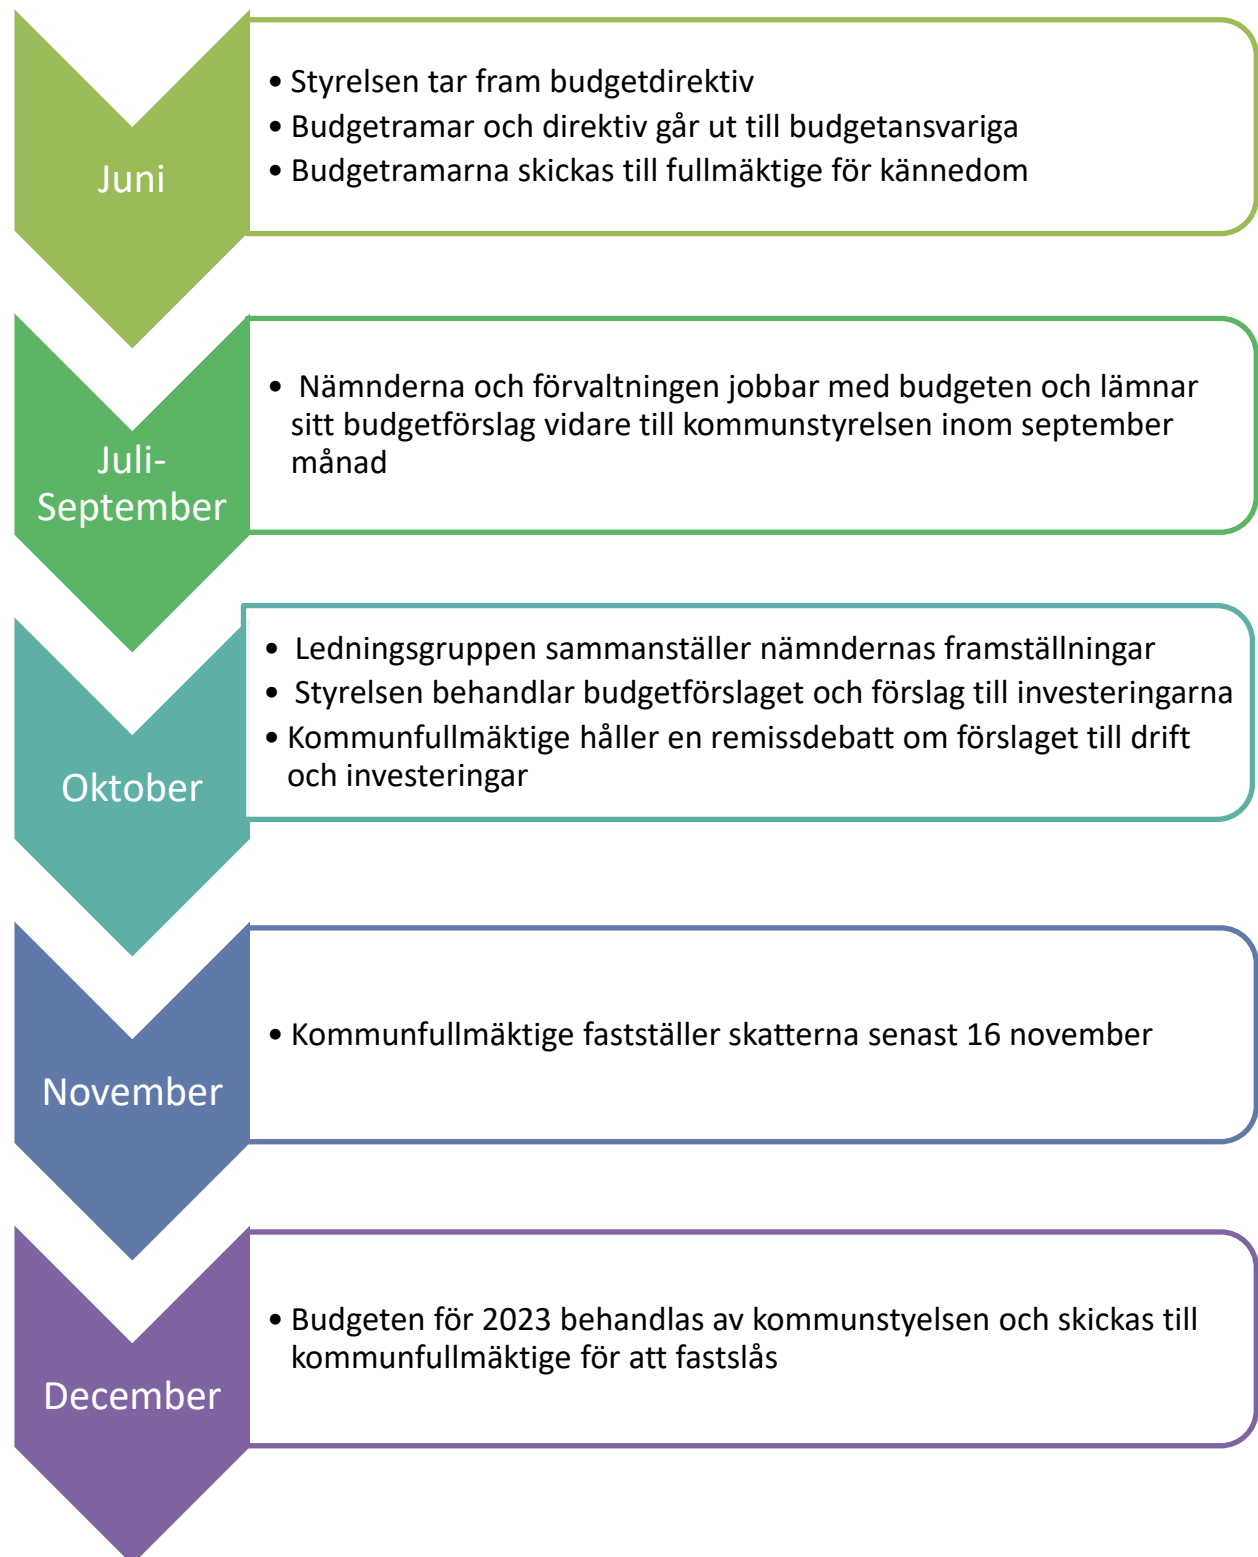 Juni
• Styrelsen tar fram budgetdirektiv
• Budgetramar och direktiv går ut till budgetansvariga
• Budgetramarna skickas till fullmäktige för kännedom
Juli-
September
• Nämnderna och förvaltningen jobbar med budgeten och lämnar
sitt budgetförslag vidare till kommunstyrelsen inom september
månad
Oktober
• Ledningsgruppen sammanställer nämndernas framställningar
• Styrelsen behandlar budgetförslaget och förslag till investeringarna
• Kommunfullmäktige håller en remissdebatt om förslaget till drift
och investeringar
November
• Kommunfullmäktige fastställer skatterna senast 16 november
December
• Budgeten för 2023 behandlas av kommunstyelsen och skickas till
kommunfullmäktige för att fastslås